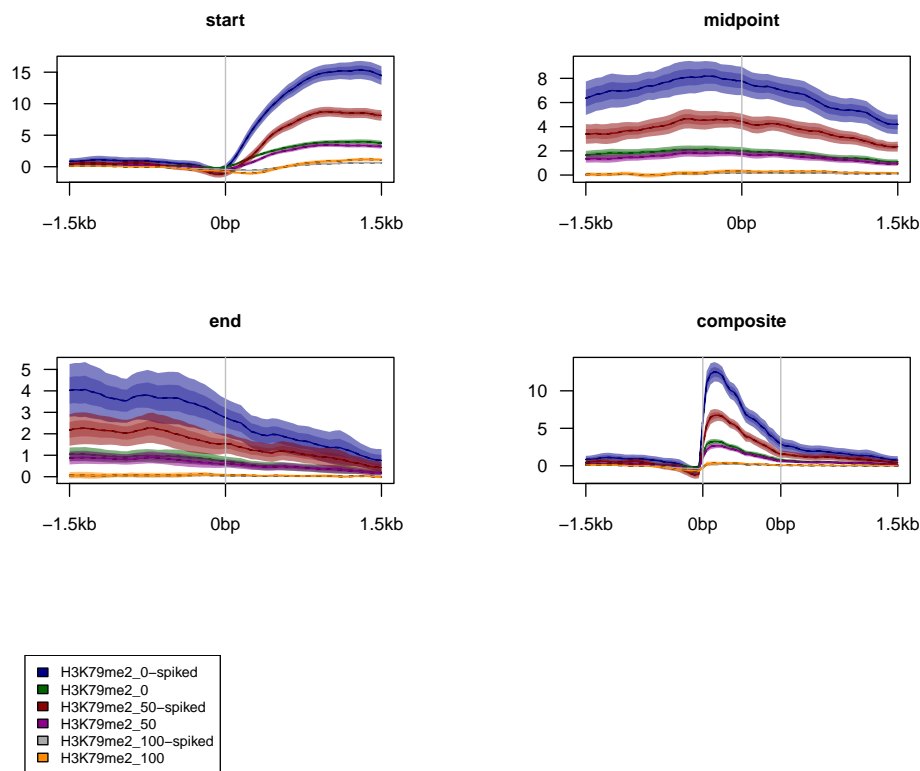 start
15
10
5
0
−1.5kb 0bp 1.5kb
midpoint
8
6
4
2
0
−1.5kb 0bp 1.5kb
end
5
4
3
2
1
0
−1.5kb 0bp 1.5kb
composite
10
5
0
−1.5kb 0bp 0bp 1.5kb
H3K79me2_0−spiked
H3K79me2_0
H3K79me2_50−spiked
H3K79me2_50
H3K79me2_100−spiked
H3K79me2_100